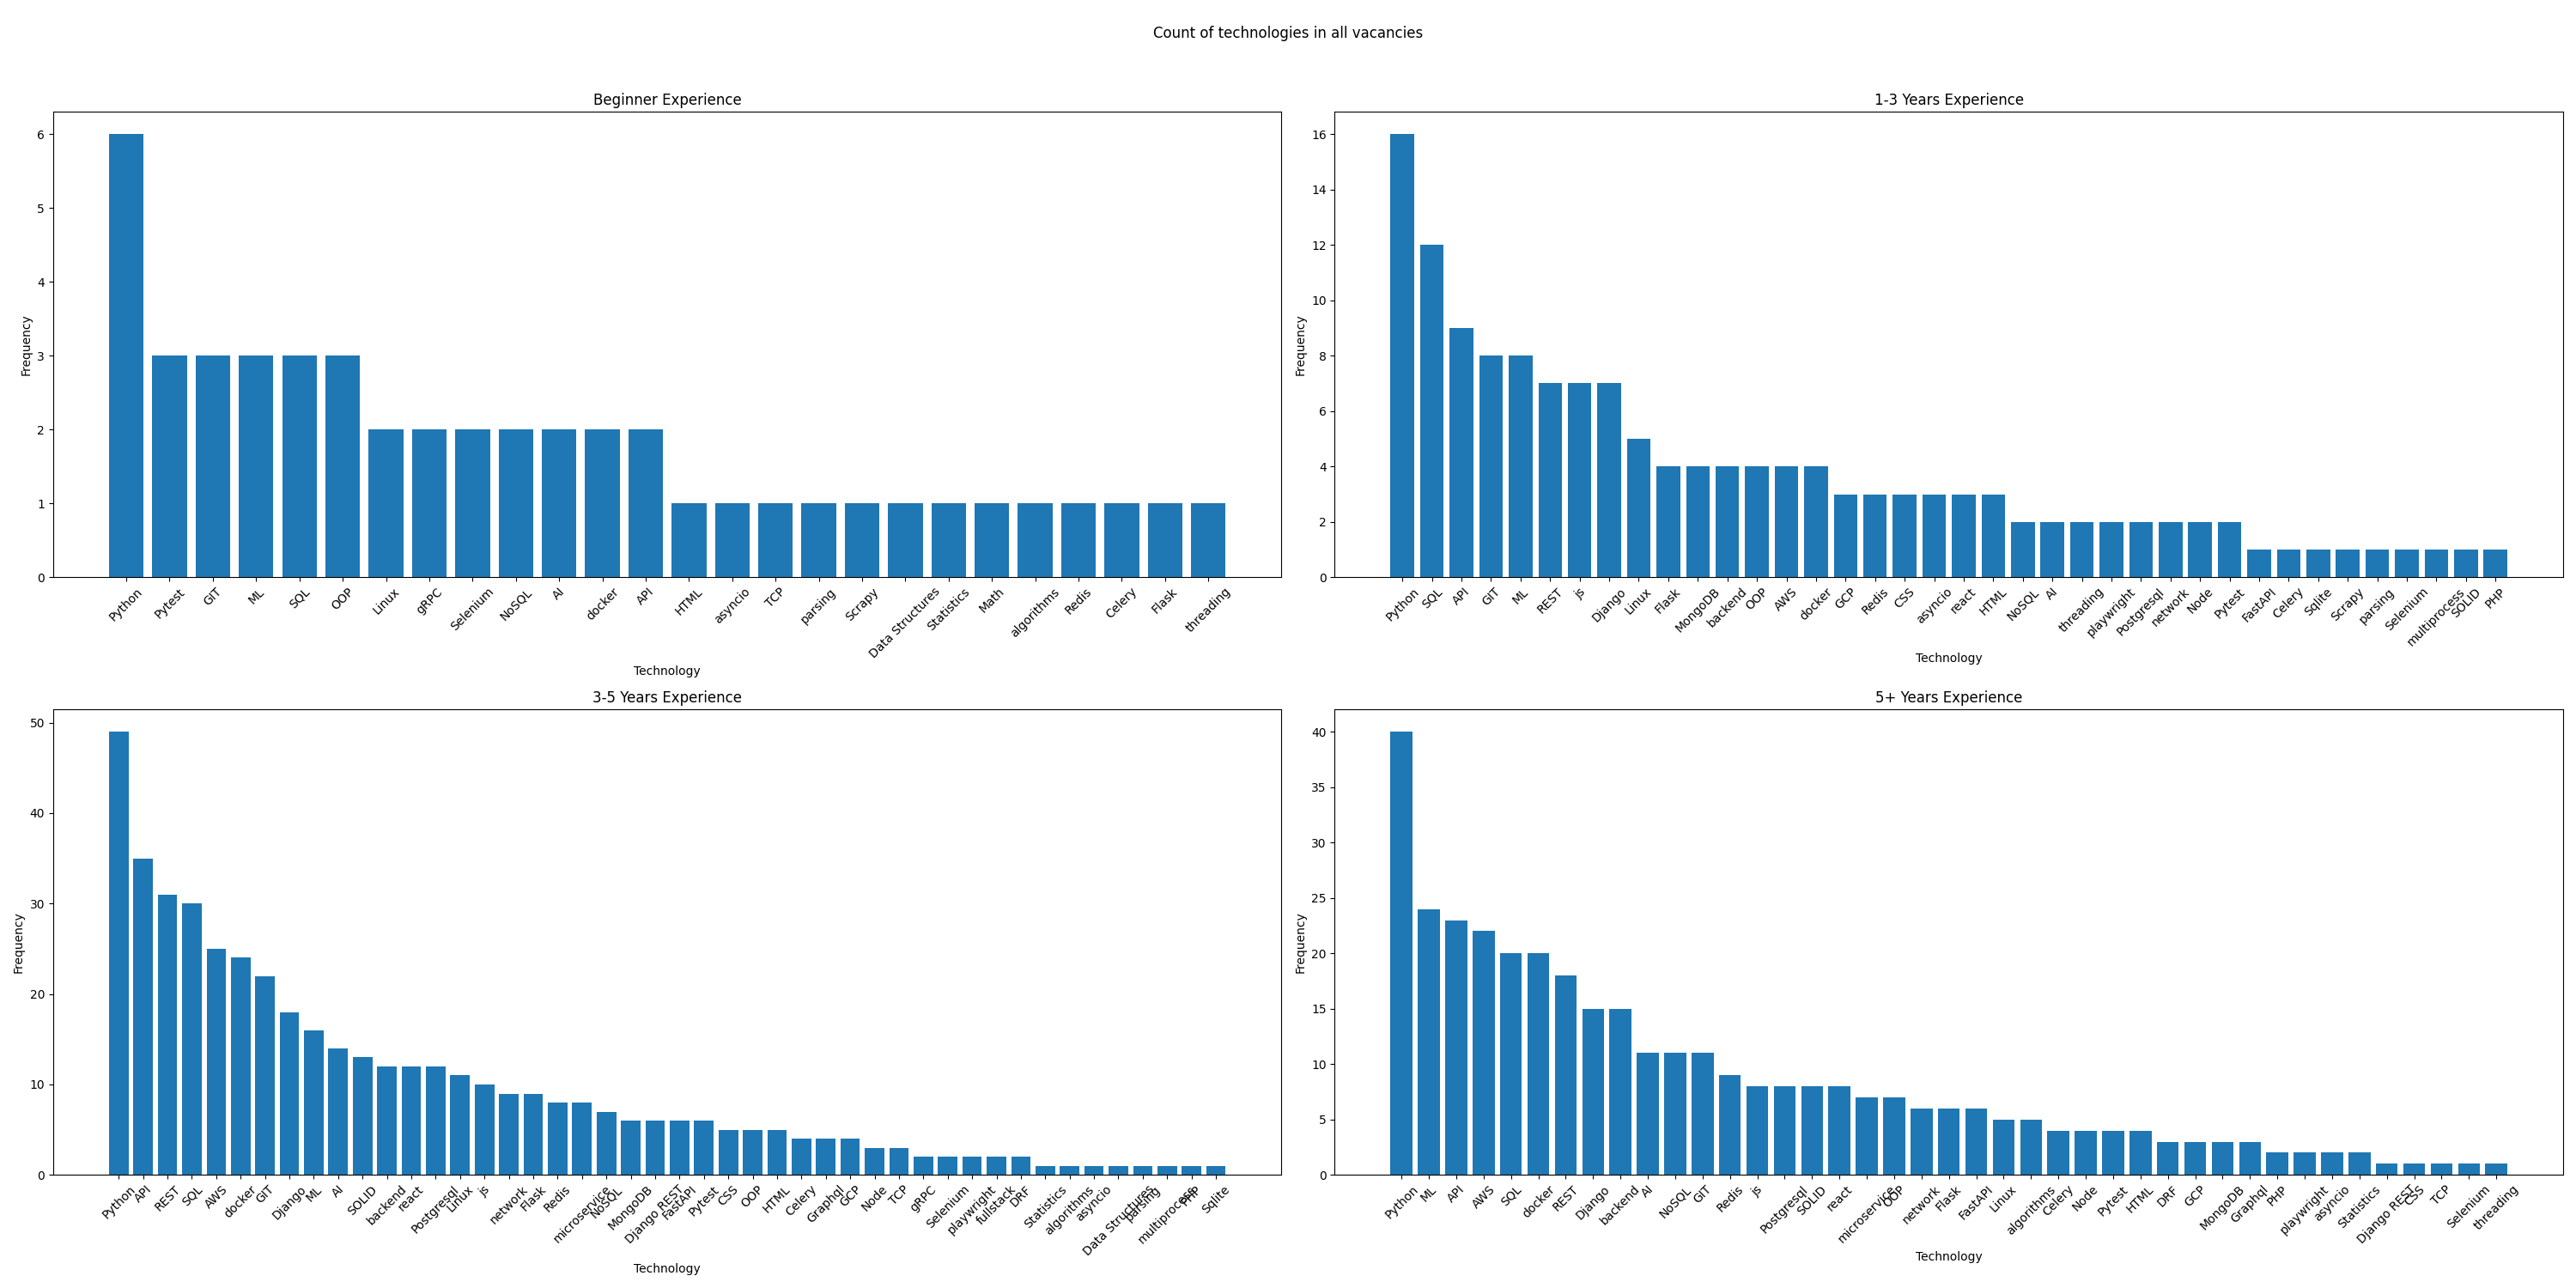 Count of technologies in all vacancies
Beginner Experience
Frequency
6
5
4
3
2
1
0
Python
Pytest
GIT
ML
SQL
OOP
Linux
gRPC
Selenium
NoSQL
AI
docker
API
HTML
asyncio
TCP
parsing
Scrapy
Data Structures
Statistics
Math
algorithms
Redis
Celery
Flask
threading
Technology
1-3 Years Experience
Frequency
16
14
12
10
8
6
4
2
0
Python
SQL
API
GIT
ML
REST
js
Django
Linux
Flask
MongoDB
backend
OOP
AWS
docker
GCP
Redis
CSS
asyncio
react
HTML
NoSQL
AI
threading
playwright
Postgresql
network
Node
Pytest
FastAPI
Celery
Sqlite
Scrapy
parsing
Selenium
multiprocess
SOLID
PHP
Technology
3-5 Years Experience
Frequency
50
40
30
20
10
0
Python
API
REST
SQL
AWS
docker
GIT
Django
ML
AI
SOLID
backend
react
Postgresql
Linux
js
network
Flask
Redis
microservice
NoSQL
MongoDB
Django REST
FastAPI
Pytest
CSS
OOP
HTML
Celery
Graphql
GCP
Node
TCP
gRPC
Selenium
playwright
fullstack
DRF
Statistics
algorithms
asyncio
Data Structures
parsing
multiprocess
PHP
Sqlite
Technology
5+ Years Experience
Frequency
40
35
30
25
20
15
10
5
0
Python
ML
API
AWS
SQL
docker
REST
Django
backend
AI
NoSQL
GIT
Redis
js
Postgresql
SOLID
react
microservice
OOP
network
Flask
FastAPI
Linux
algorithms
Celery
Node
Pytest
HTML
DRF
GCP
MongoDB
Graphql
PHP
playwright
asyncio
Statistics
Django REST
CSS
TCP
Selenium
threading
Technology